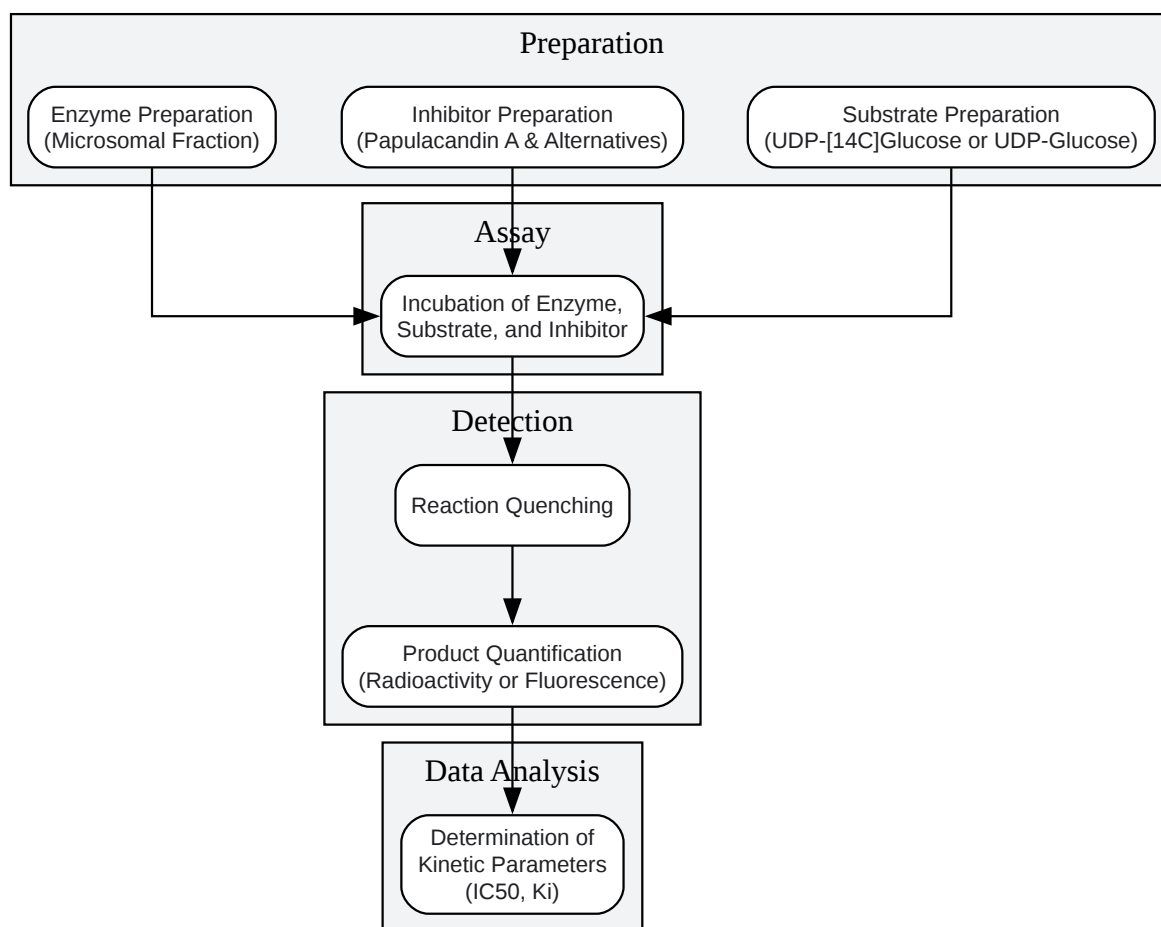 Preparation
Enzyme Preparation
(Microsomal Fraction)
Inhibitor Preparation
(Papulacandin A & Alternatives)
Substrate Preparation
(UDP-[14C]Glucose or UDP-Glucose)
Assay
Incubation of Enzyme,
Substrate, and Inhibitor
Detection
Reaction Quenching
Product Quantification
(Radioactivity or Fluorescence)
Data Analysis
Determination of
Kinetic Parameters
(IC50, Ki)